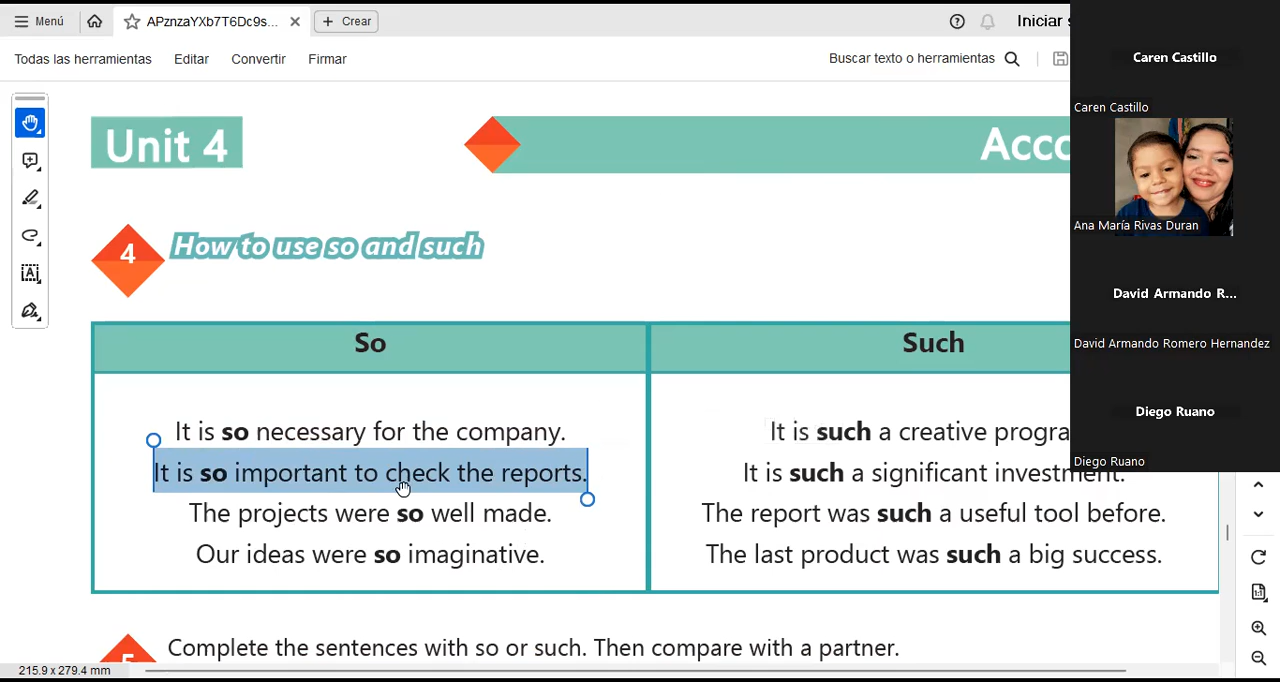 Menú
APznzaYXb7T6Dc9s...
Crear
Iniciar
Todas las herramientas
Editar
Convertir
Firmar
Buscar texto o herramientas
Caren Castillo
Caren Castillo
Ana María Rivas Duran
David Armando R...
David Armando Romero Hernandez
Diego Ruano
Diego Ruano
Unit 4
4
How to use so and such
So
Such
It is so necessary for the company.
It is so important to check the reports.
The projects were so well made.
Our ideas were so imaginative.
It is such a creative progra
It is such a significant investment.
The report was such a useful tool before.
The last product was such a big success.
5
Complete the sentences with so or such. Then compare with a partner.
215.9 x 279.4 mm